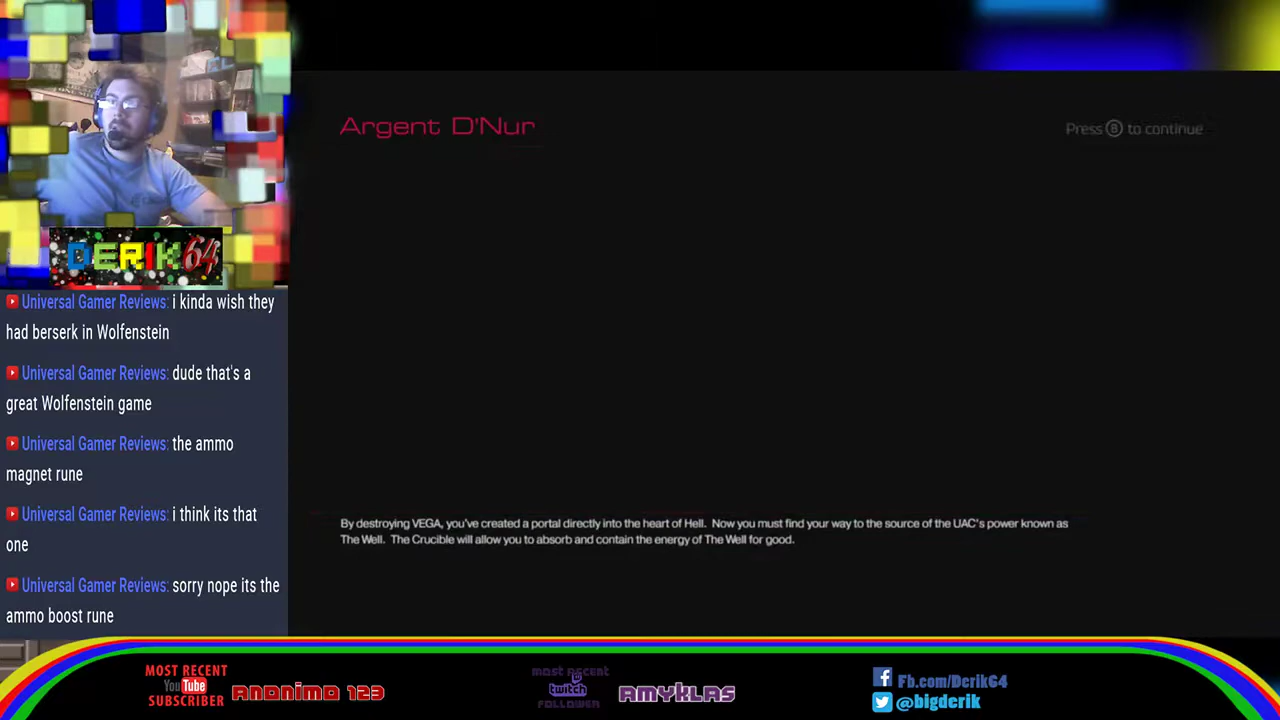 Argent D'Nur
Press B to continue
DERIK64
Universal Gamer Reviews: i kinda wish they
had berserk in Wolfenstein
Universal Gamer Reviews: dude that's a
great Wolfenstein game
Universal Gamer Reviews: the ammo
magnet rune
Universal Gamer Reviews: i think its that
one
Universal Gamer Reviews: sorry nope its the
ammo boost rune
By destroying VEGA, you've created a portal directly into the heart of Hell. Now you must find your way to the source of the UAC's power known as
The Well. The Crucible will allow you to absorb and contain the energy of The Well for good.
MOST RECENT
YouTube
SUBSCRIBER
ANONIMO 123
MOST RECENT
twitch
FOLLOWER
AMYKLAS
Fb.com/Derik64
@bigderik